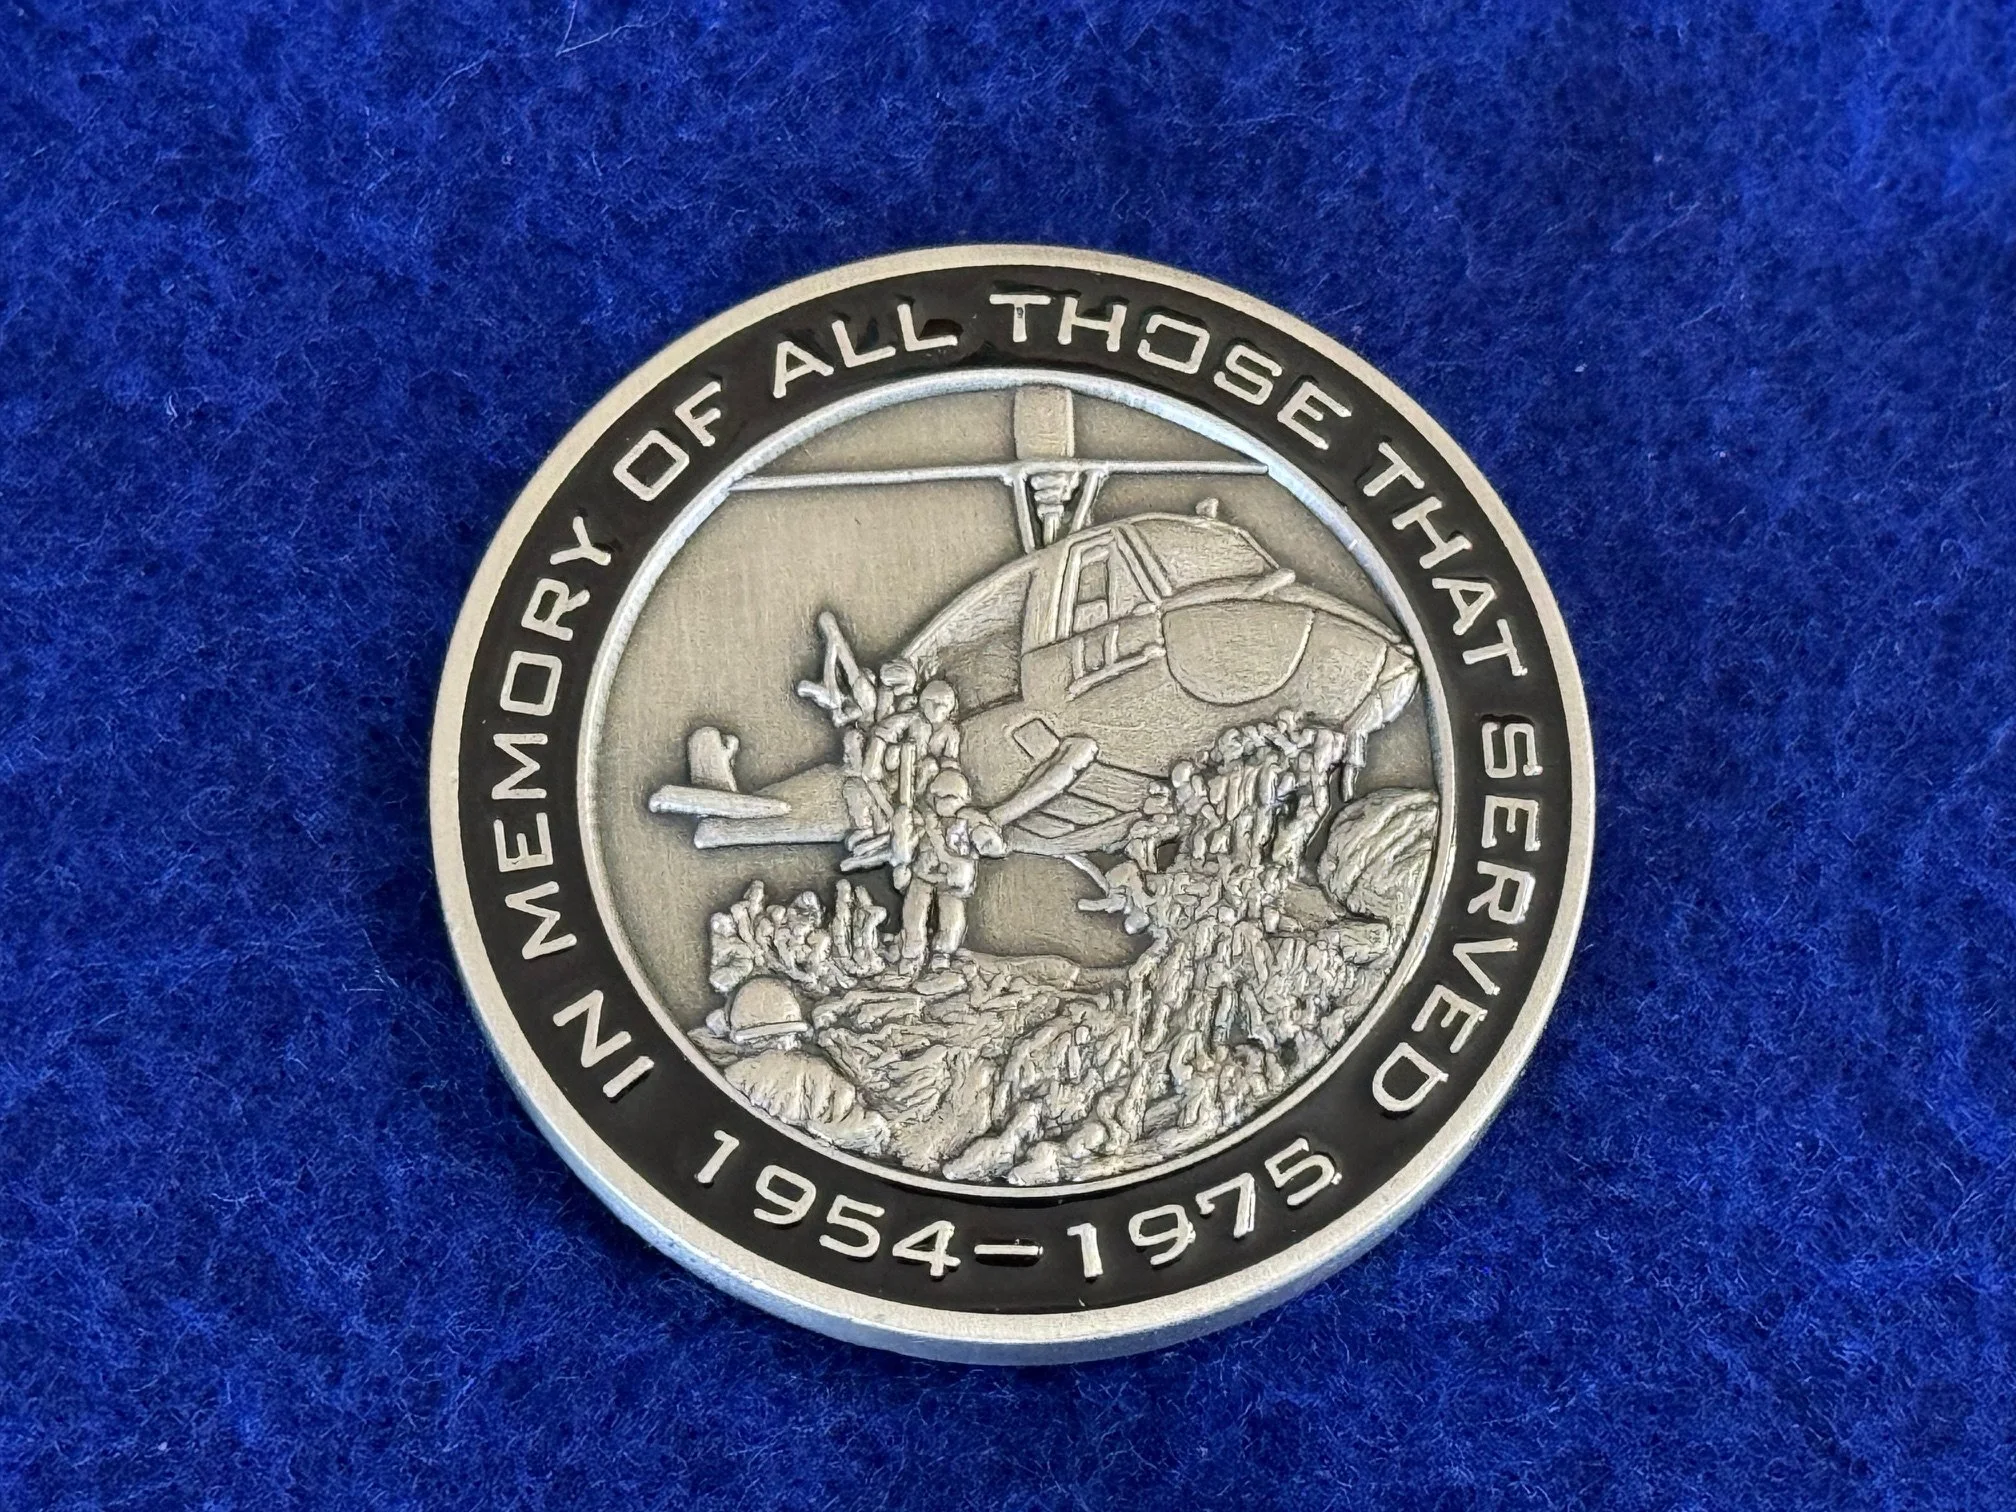 IN MEMORY OF ALL THOSE THAT SERVED
1954-1975